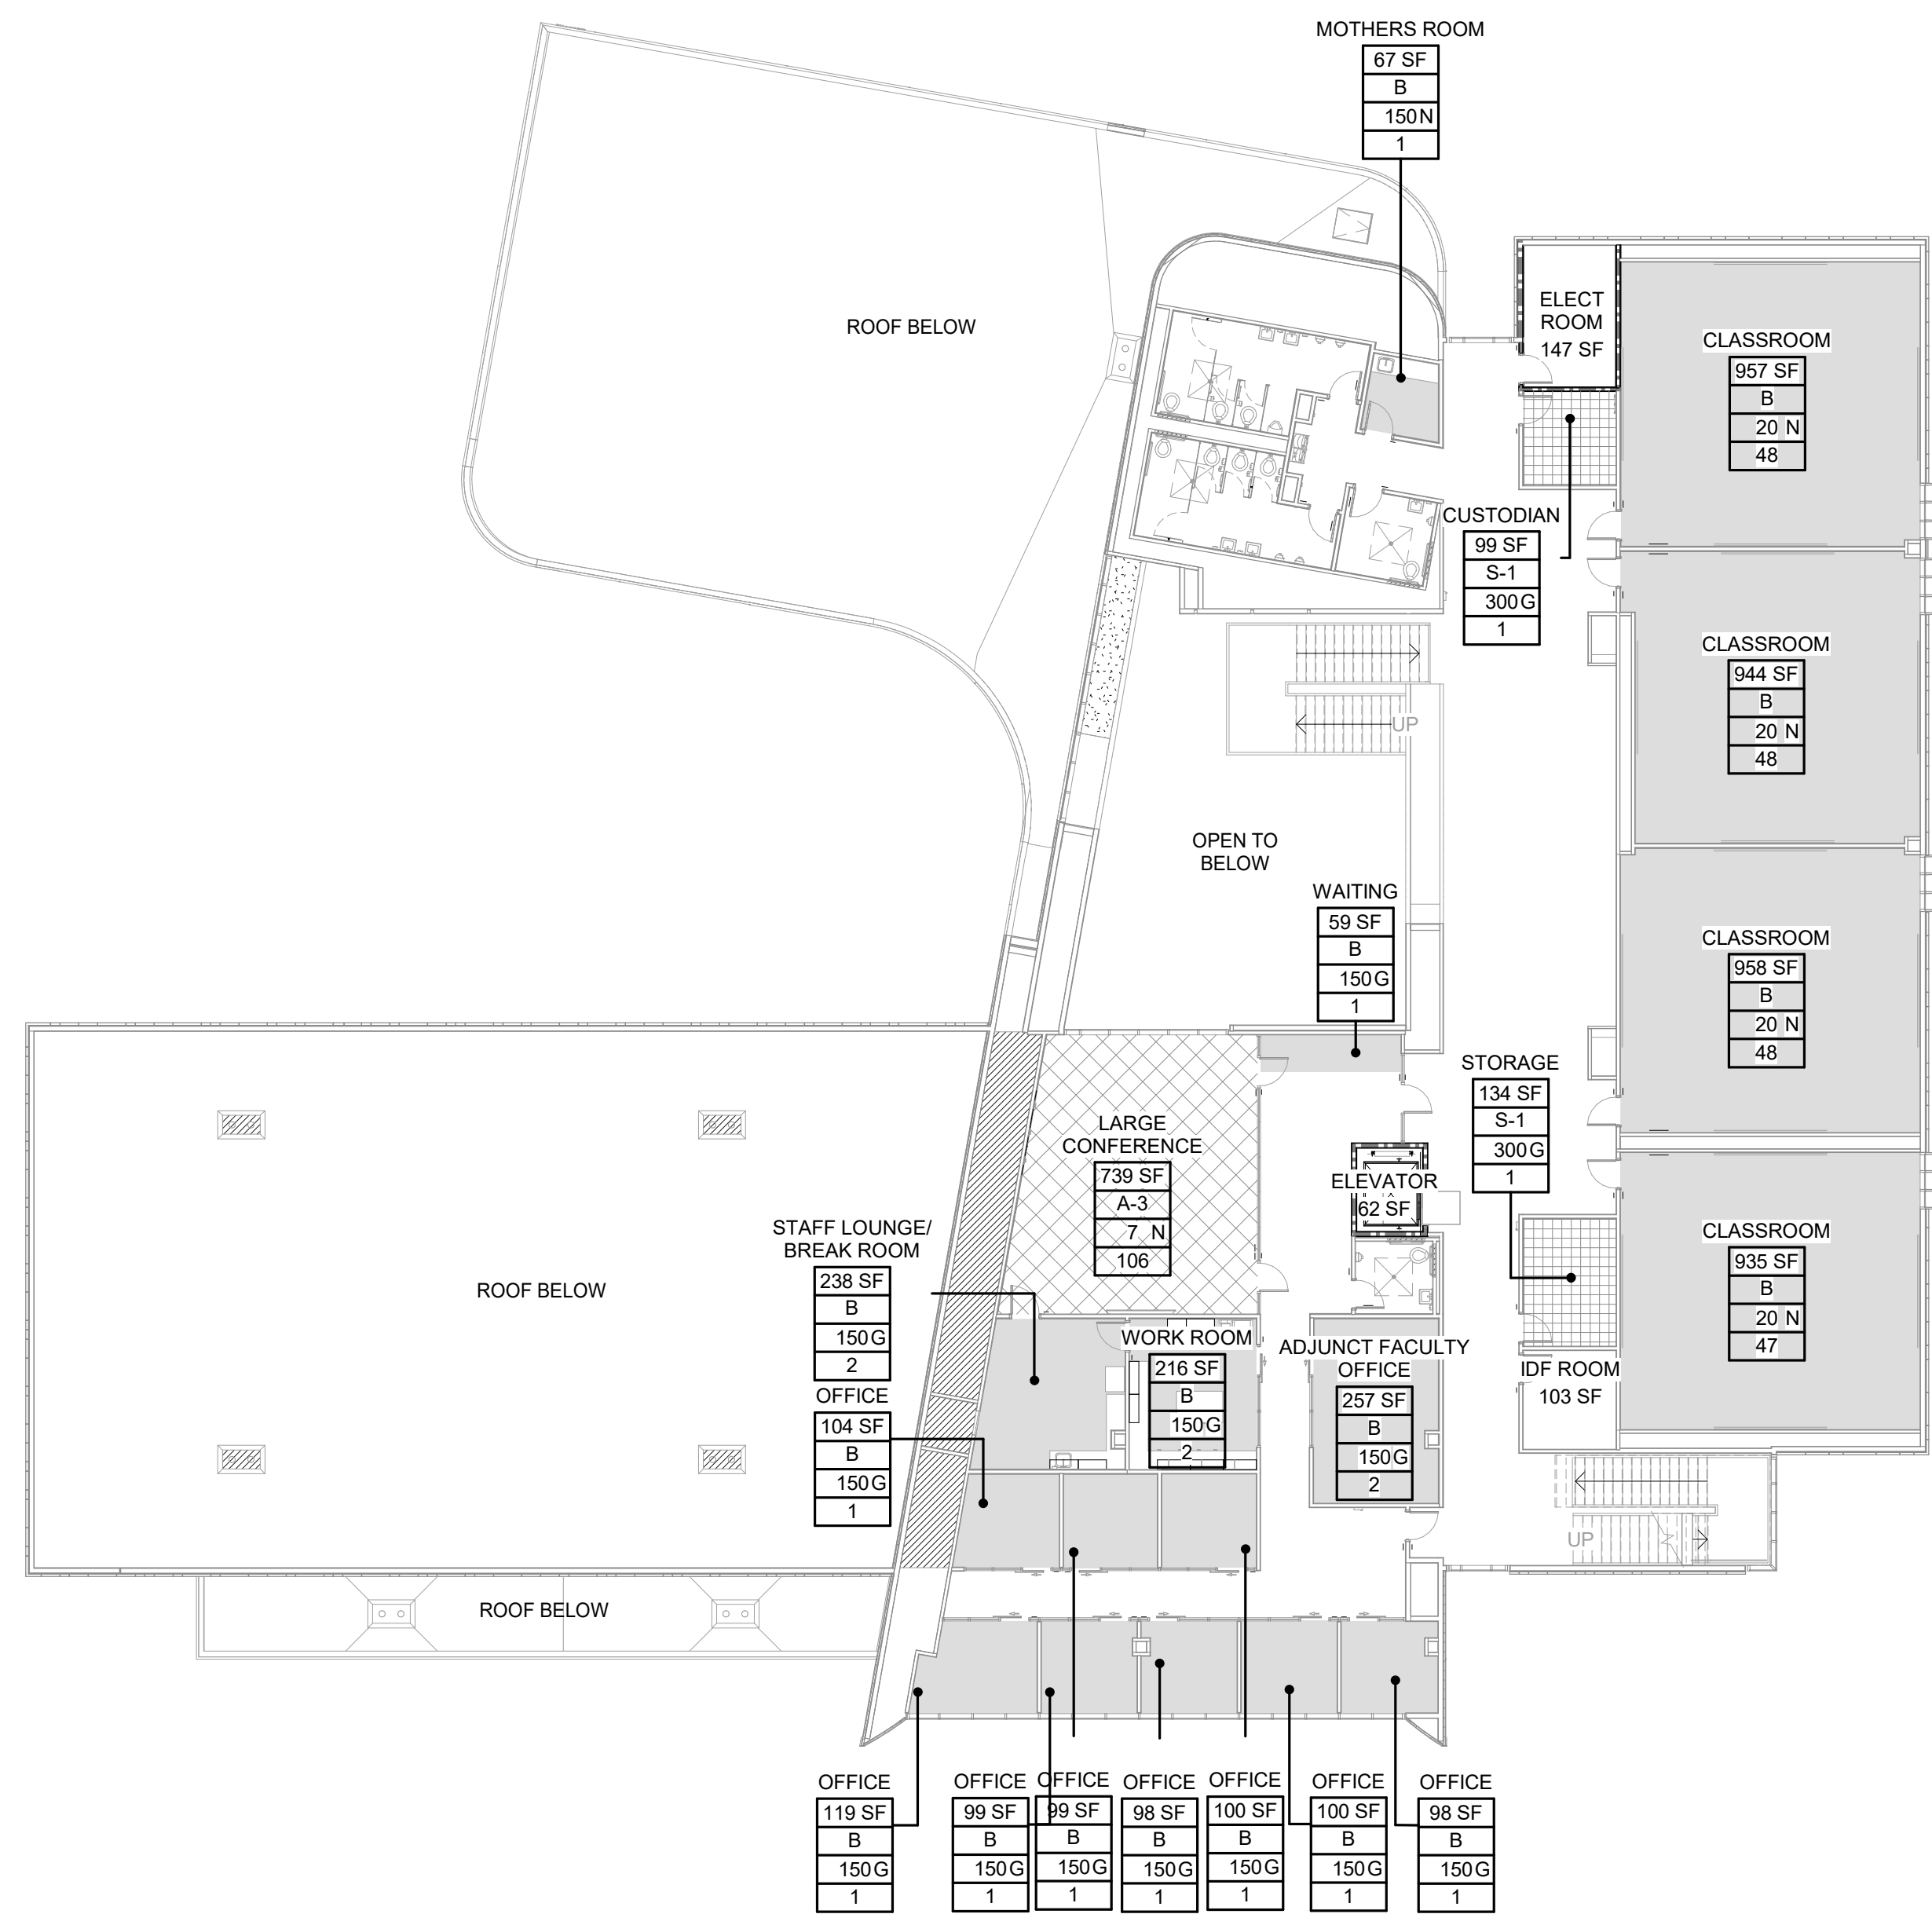 MOTHERS ROOM
67 SF
B
150 N
1
ROOF BELOW
ELECT
ROOM
147 SF
CLASSROOM
957 SF
B
20 N
48
CUSTODIAN
99 SF
S-1
300 G
1
CLASSROOM
944 SF
B
20 N
48
UP
OPEN TO
BELOW
WAITING
59 SF
B
150 G
1
CLASSROOM
958 SF
B
20 N
48
STORAGE
134 SF
S-1
300 G
1
LARGE
CONFERENCE
739 SF
A-3
7 N
106
ELEVATOR
62 SF
STAFF LOUNGE/
BREAK ROOM
238 SF
B
150 G
2
ROOF BELOW
CLASSROOM
935 SF
B
20 N
47
WORK ROOM
216 SF
B
150 G
2
ADJUNCT FACULTY
OFFICE
257 SF
B
150 G
2
IDF ROOM
103 SF
OFFICE
104 SF
B
150 G
1
UP
ROOF BELOW
OFFICE
119 SF
B
150 G
1
OFFICE
99 SF
B
150 G
1
OFFICE
99 SF
B
150 G
1
OFFICE
98 SF
B
150 G
1
OFFICE
100 SF
B
150 G
1
OFFICE
100 SF
B
150 G
1
OFFICE
98 SF
B
150 G
1